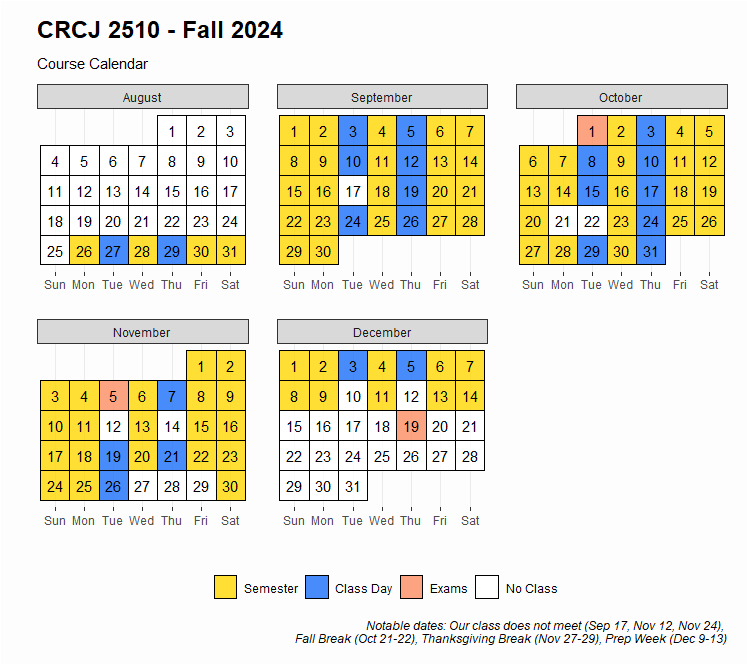 CRCJ 2510 - Fall 2024
Course Calendar
August
1 2 3
4 5 6 7 8 9 10
11 12 13 14 15 16 17
18 19 20 21 22 23 24
25 26 27 28 29 30 31
Sun Mon Tue Wed Thu Fri Sat
September
1 2 3 4 5 6 7
8 9 10 11 12 13 14
15 16 17 18 19 20 21
22 23 24 25 26 27 28
29 30
Sun Mon Tue Wed Thu Fri Sat
October
1 2 3 4 5
6 7 8 9 10 11 12
13 14 15 16 17 18 19
20 21 22 23 24 25 26
27 28 29 30 31
Sun Mon Tue Wed Thu Fri Sat
November
1 2
3 4 5 6 7 8 9
10 11 12 13 14 15 16
17 18 19 20 21 22 23
24 25 26 27 28 29 30
Sun Mon Tue Wed Thu Fri Sat
December
1 2 3 4 5 6 7
8 9 10 11 12 13 14
15 16 17 18 19 20 21
22 23 24 25 26 27 28
29 30 31
Sun Mon Tue Wed Thu Fri Sat
Semester Class Day Exams No Class
Notable dates: Our class does not meet (Sep 17, Nov 12, Nov 24),
Fall Break (Oct 21-22), Thanksgiving Break (Nov 27-29), Prep Week (Dec 9-13)